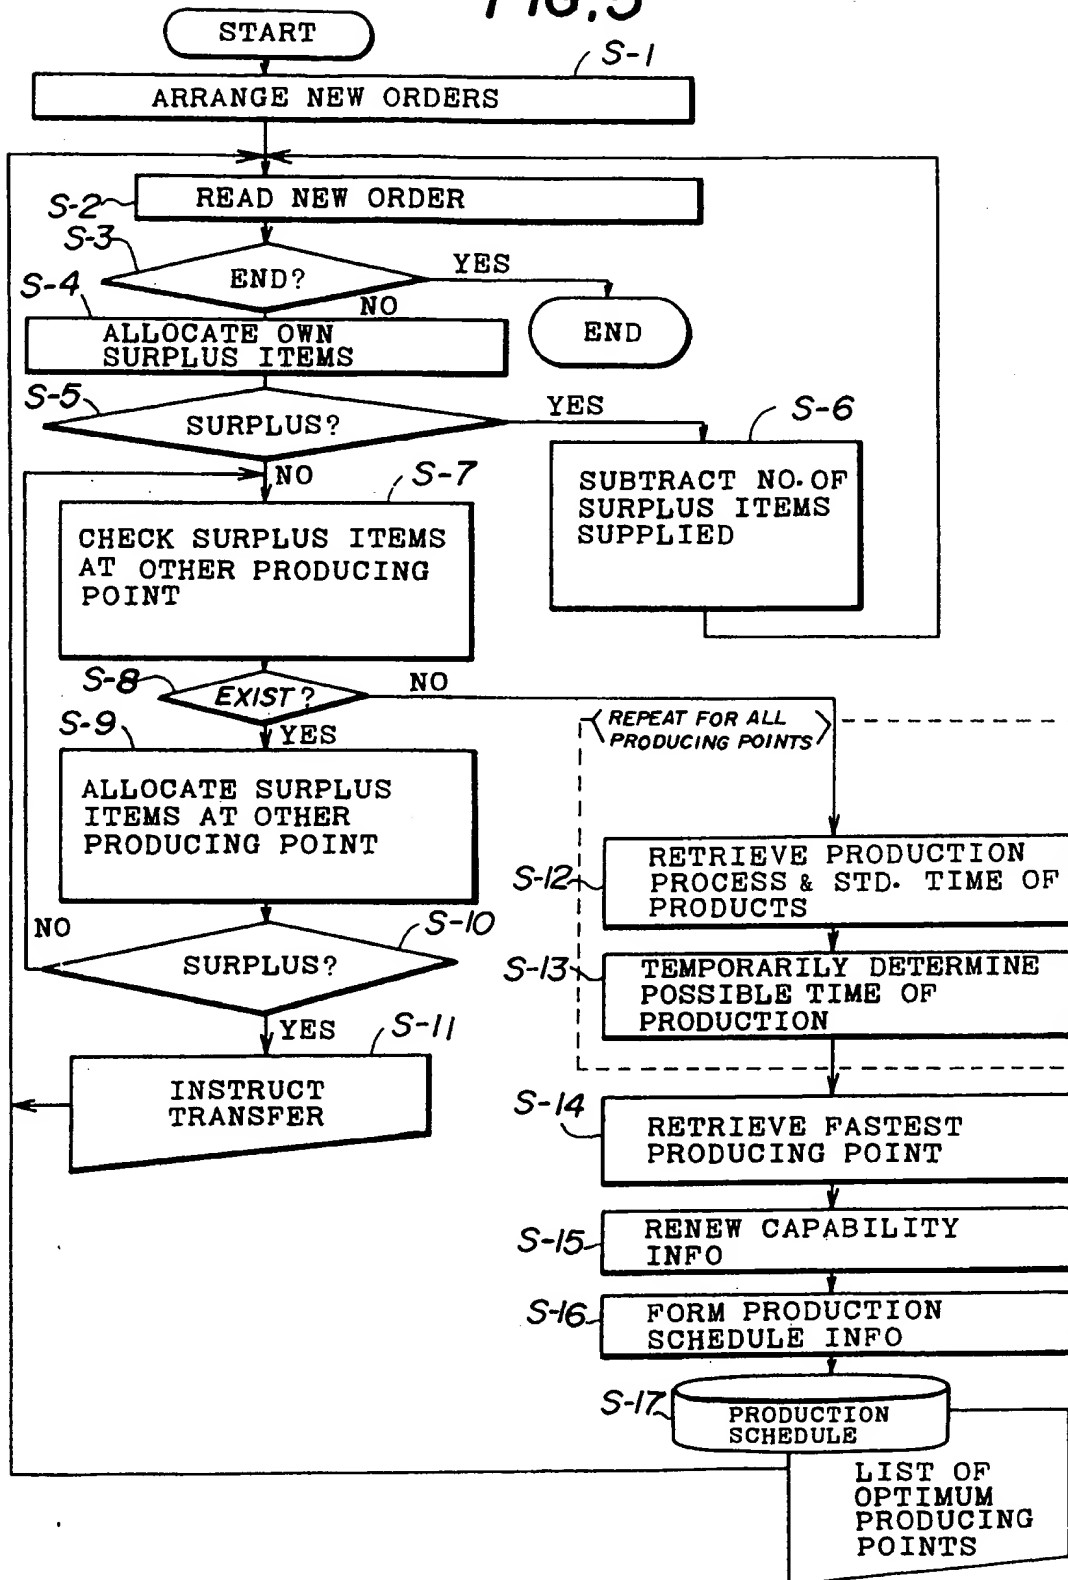 FIG. 5
START
S-1
ARRANGE NEW ORDERS
S-2
READ NEW ORDER
S-3
END?
YES
NO
END
S-4
ALLOCATE OWN
SURPLUS ITEMS
S-5
SURPLUS?
YES
NO
S-6
SUBTRACT NO. OF
SURPLUS ITEMS
SUPPLIED
S-7
CHECK SURPLUS ITEMS
AT OTHER PRODUCING
POINT
S-8
EXIST?
NO
YES
S-9
ALLOCATE SURPLUS
ITEMS AT OTHER
PRODUCING POINT
S-10
SURPLUS?
NO
YES
S-11
INSTRUCT
TRANSFER
REPEAT FOR ALL
PRODUCING POINTS
S-12
RETRIEVE PRODUCTION
PROCESS & STD. TIME OF
PRODUCTS
S-13
TEMPORARILY DETERMINE
POSSIBLE TIME OF
PRODUCTION
S-14
RETRIEVE FASTEST
PRODUCING POINT
S-15
RENEW CAPABILITY
INFO
S-16
FORM PRODUCTION
SCHEDULE INFO
S-17
PRODUCTION
SCHEDULE
LIST OF
OPTIMUM
PRODUCING
POINTS